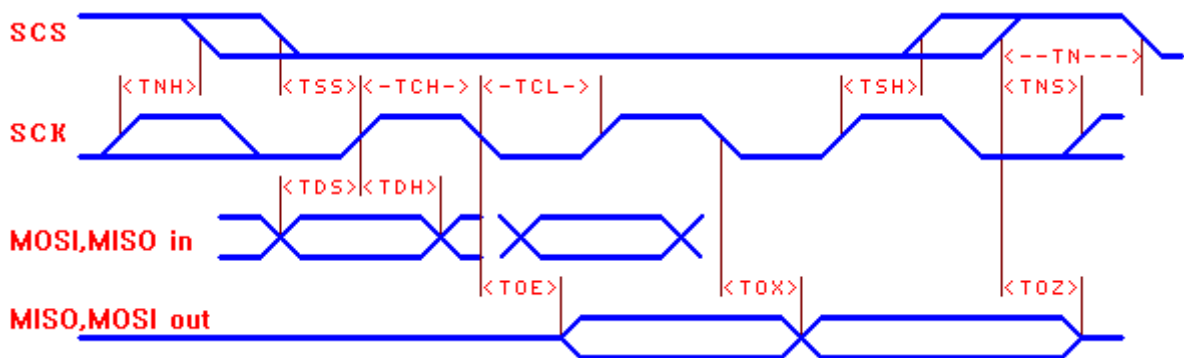 SCS
<--TN--->
<TNH> <TSS> <-TCH-> <-TCL-> <TSH> <TNS>
SCK
<TDS> <TDH>
MOSI,MISO in
<TOE> <TOX> <TOZ>
MISO,MOSI out